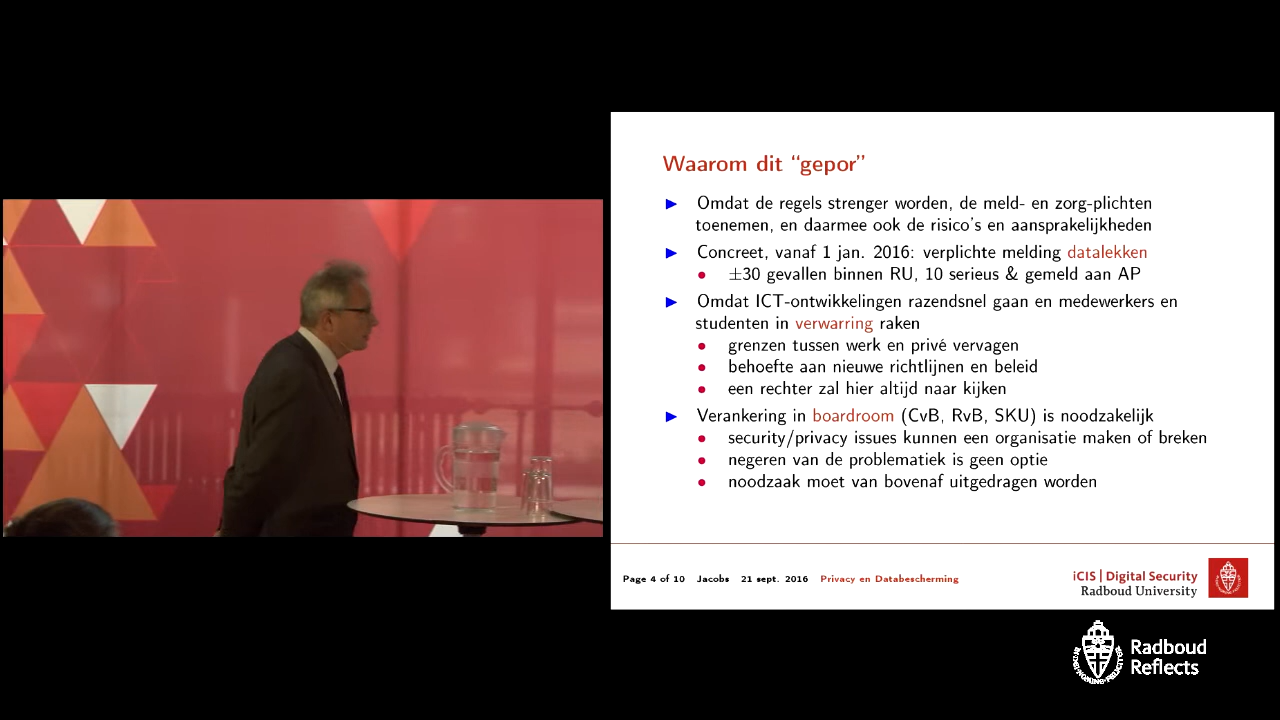 Waarom dit “gepor”
Omdat de regels strenger worden, de meld- en zorg-plichten
toenemen, en daarmee ook de risico's en aansprakelijkheden
Concreet, vanaf 1 jan. 2016: verplichte melding datalekken
±30 gevallen binnen RU, 10 serieus & gemeld aan AP
Omdat ICT-ontwikkelingen razendsnel gaan en medewerkers en
studenten in verwarring raken
grenzen tussen werk en privé vervagen
behoefte aan nieuwe richtlijnen en beleid
een rechter zal hier altijd naar kijken
Verankering in boardroom (CvB, RvB, SKU) is noodzakelijk
security/privacy issues kunnen een organisatie maken of breken
negeren van de problematiek is geen optie
noodzaak moet van bovenaf uitgedragen worden
Page 4 of 10 Jacobs 21 sept. 2016 Privacy en Databescherming
iCIS | Digital Security
Radboud University
Radboud
Reflects